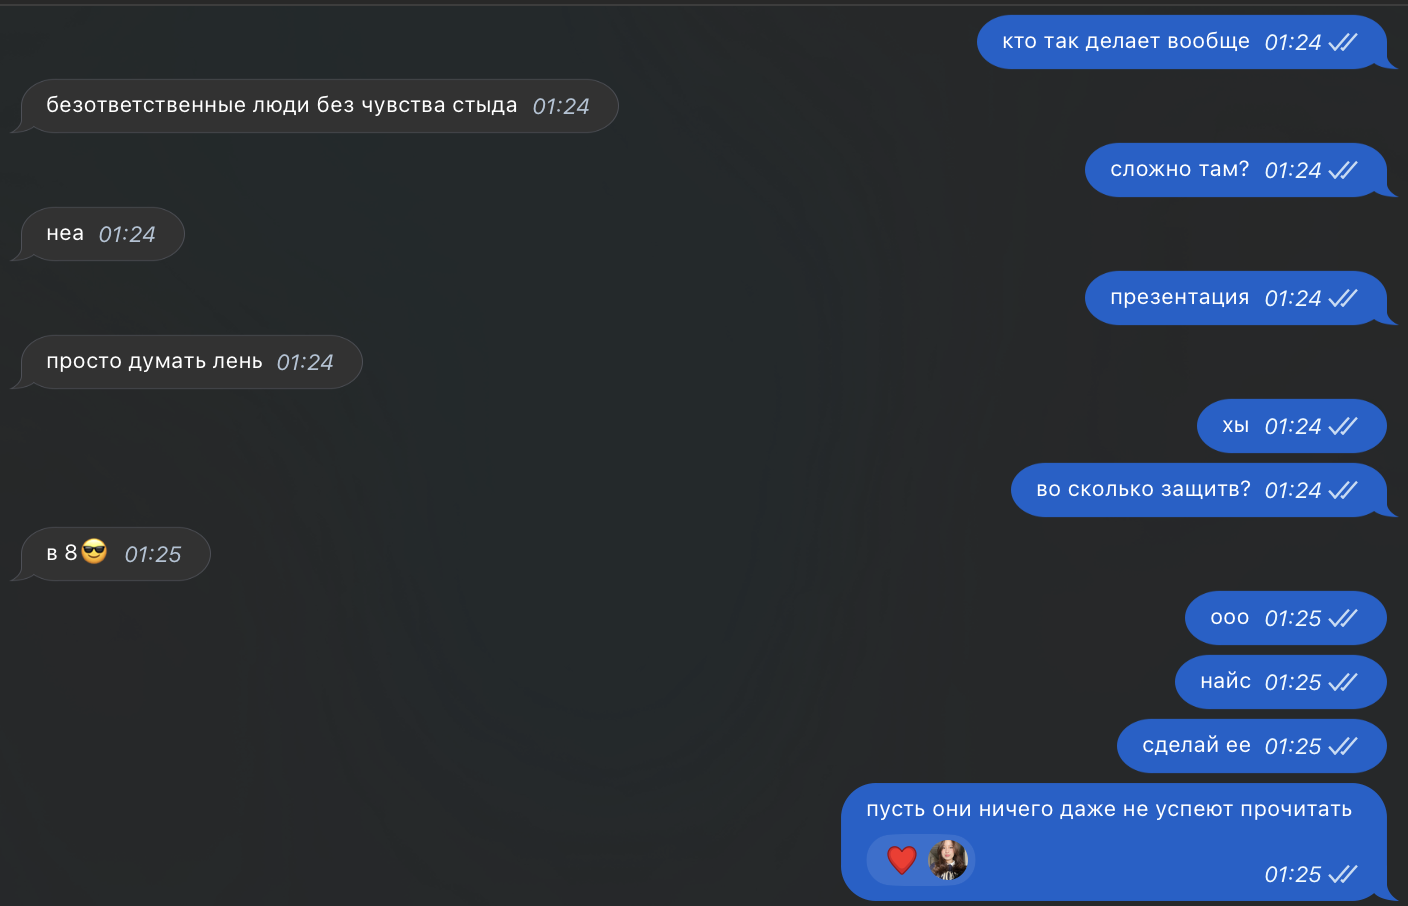 кто так делает вообще 01:24
безответственные люди без чувства стыда 01:24
сложно там? 01:24
неа 01:24
презентация 01:24
просто думать лень 01:24
хы 01:24
во сколько защитв? 01:24
в 8😎 01:25
ооо 01:25
найс 01:25
сделай ее 01:25
пусть они ничего даже не успеют прочитать
01:25